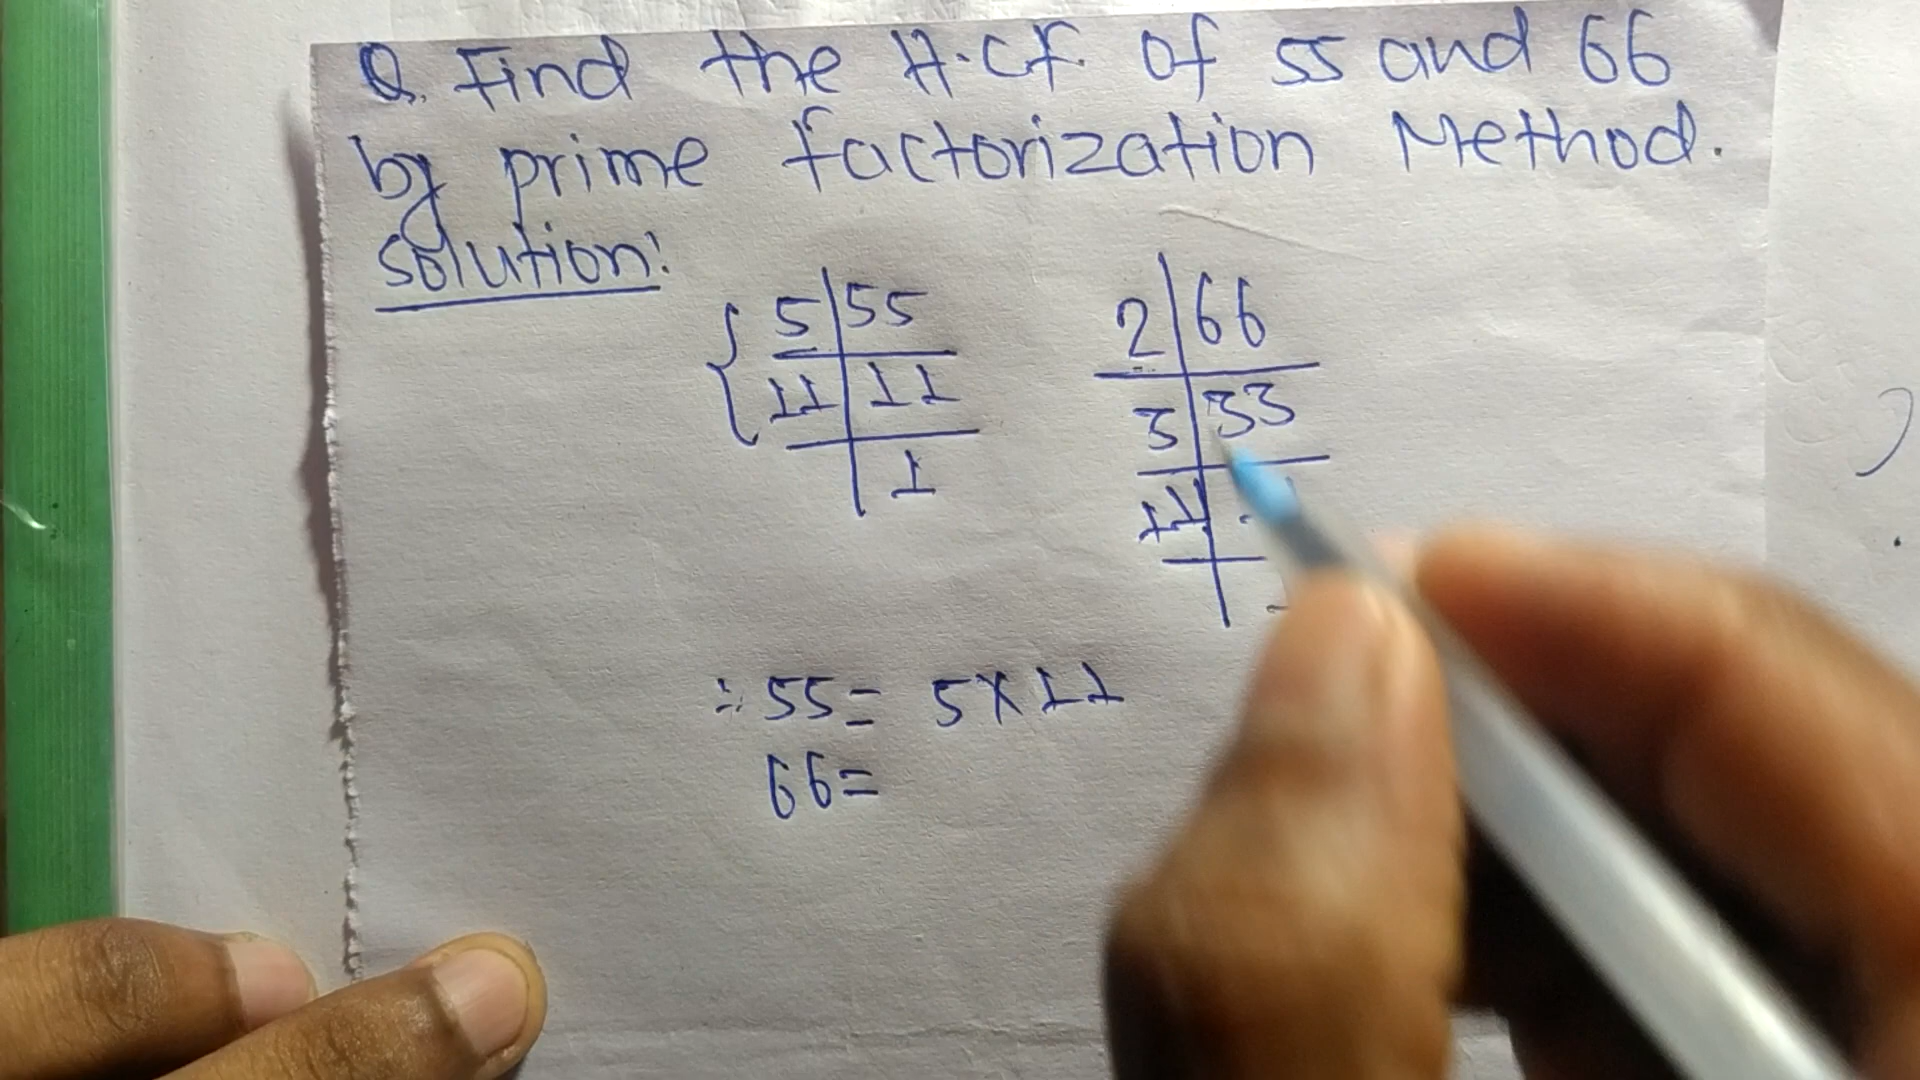 Q. Find the H.C.F. of 55 and 66
by prime factorization Method.
Solution:
5 | 55
11 | 11
1
2 | 66
3 | 33
11 |
∴ 55 = 5 X 11
66 =